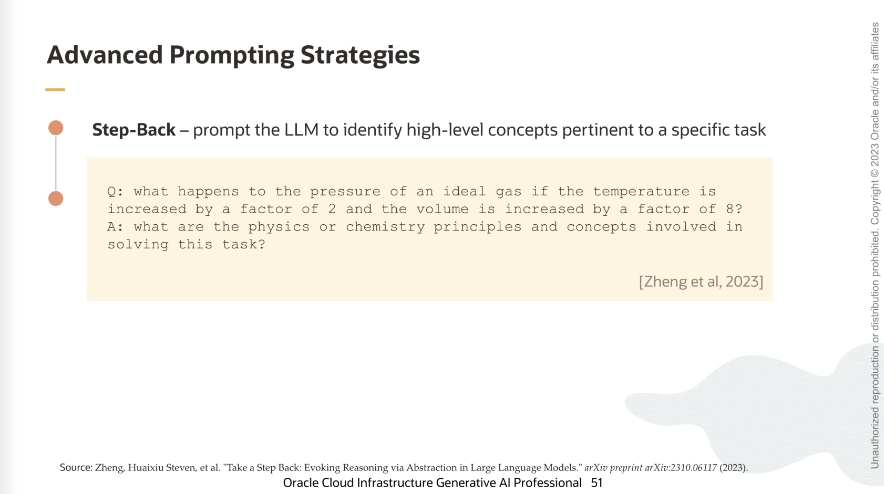 Advanced Prompting Strategies
Step-Back – prompt the LLM to identify high-level concepts pertinent to a specific task
Q: what happens to the pressure of an ideal gas if the temperature is
increased by a factor of 2 and the volume is increased by a factor of 8?
A: what are the physics or chemistry principles and concepts involved in
solving this task?
[Zheng et al, 2023]
Source: Zheng, Huaixiu Steven, et al. "Take a Step Back: Evoking Reasoning via Abstraction in Large Language Models." arXiv preprint arXiv:2310.06117 (2023).
Oracle Cloud Infrastructure Generative AI Professional 51
Unauthorized reproduction or distribution prohibited. Copyright © 2023 Oracle and/or its affiliates